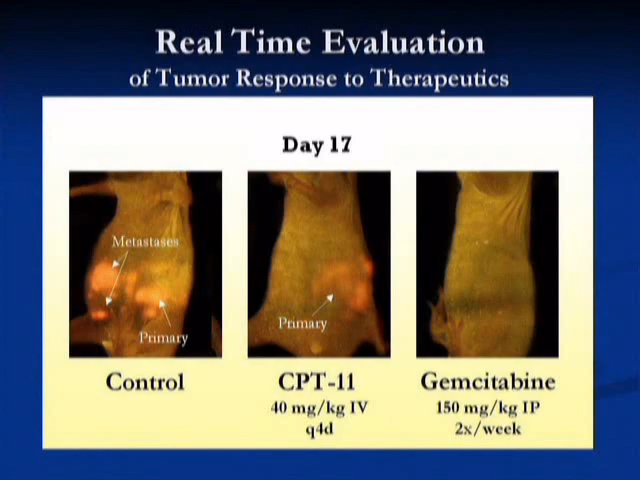 Real Time Evaluation
of Tumor Response to Therapeutics
Day 17
Metastases
Primary
Primary
Control
CPT-11
40 mg/kg IV
q4d
Gemcitabine
150 mg/kg IP
2x/week